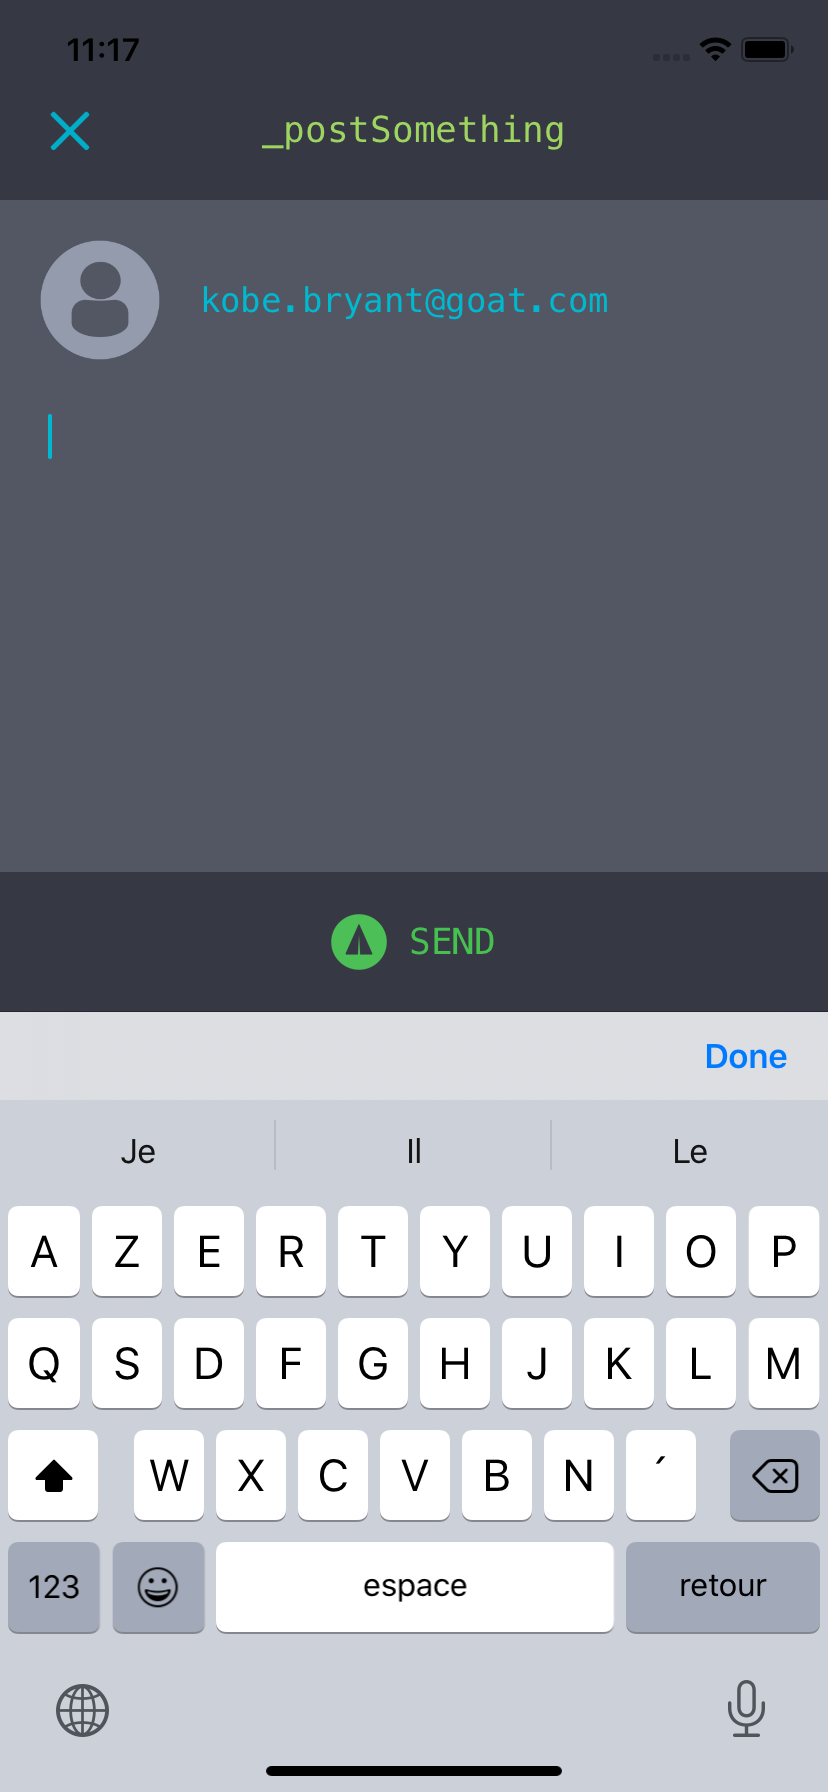 11:17
_postSomething
kobe.bryant@goat.com
SEND
Done
Je Il Le
A Z E R T Y U I O P
Q S D F G H J K L M
W X C V B N ´
123 espace retour